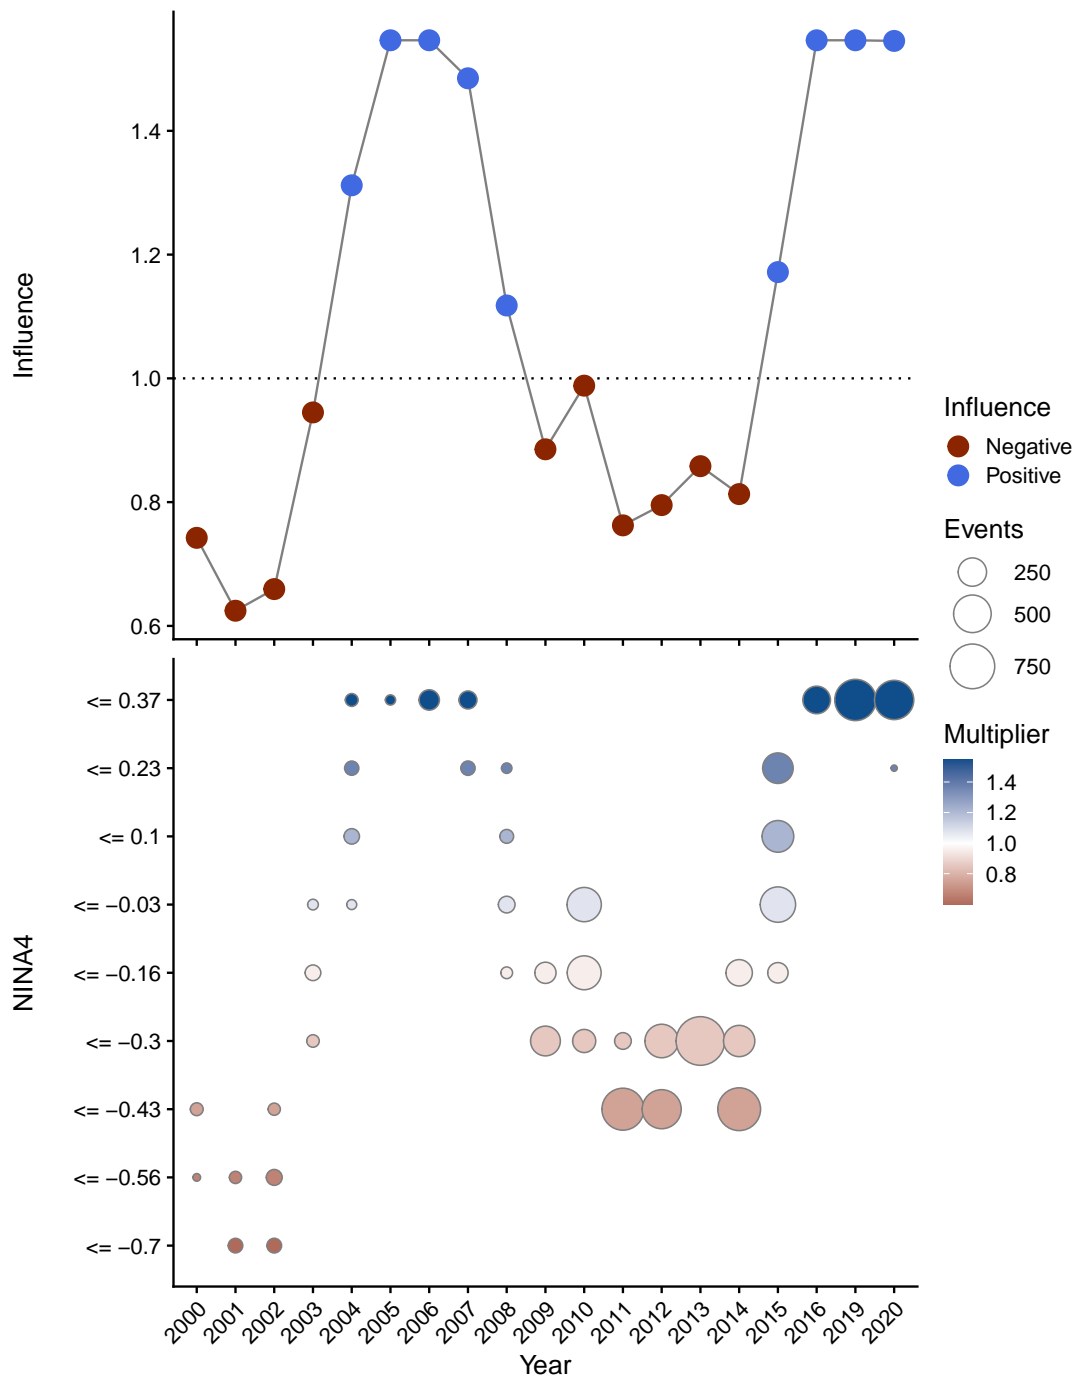 1.4
1.2
1.0
0.8
0.6
Influence
Influence
Negative
Positive
Events
250
500
750
Multiplier
1.4
1.2
1.0
0.8
<= 0.37
<= 0.23
<= 0.1
<= −0.03
<= −0.16
<= −0.3
<= −0.43
<= −0.56
<= −0.7
NINA4
2000 2001 2002 2003 2004 2005 2006 2007 2008 2009 2010 2011 2012 2013 2014 2015 2016 2019 2020
Year